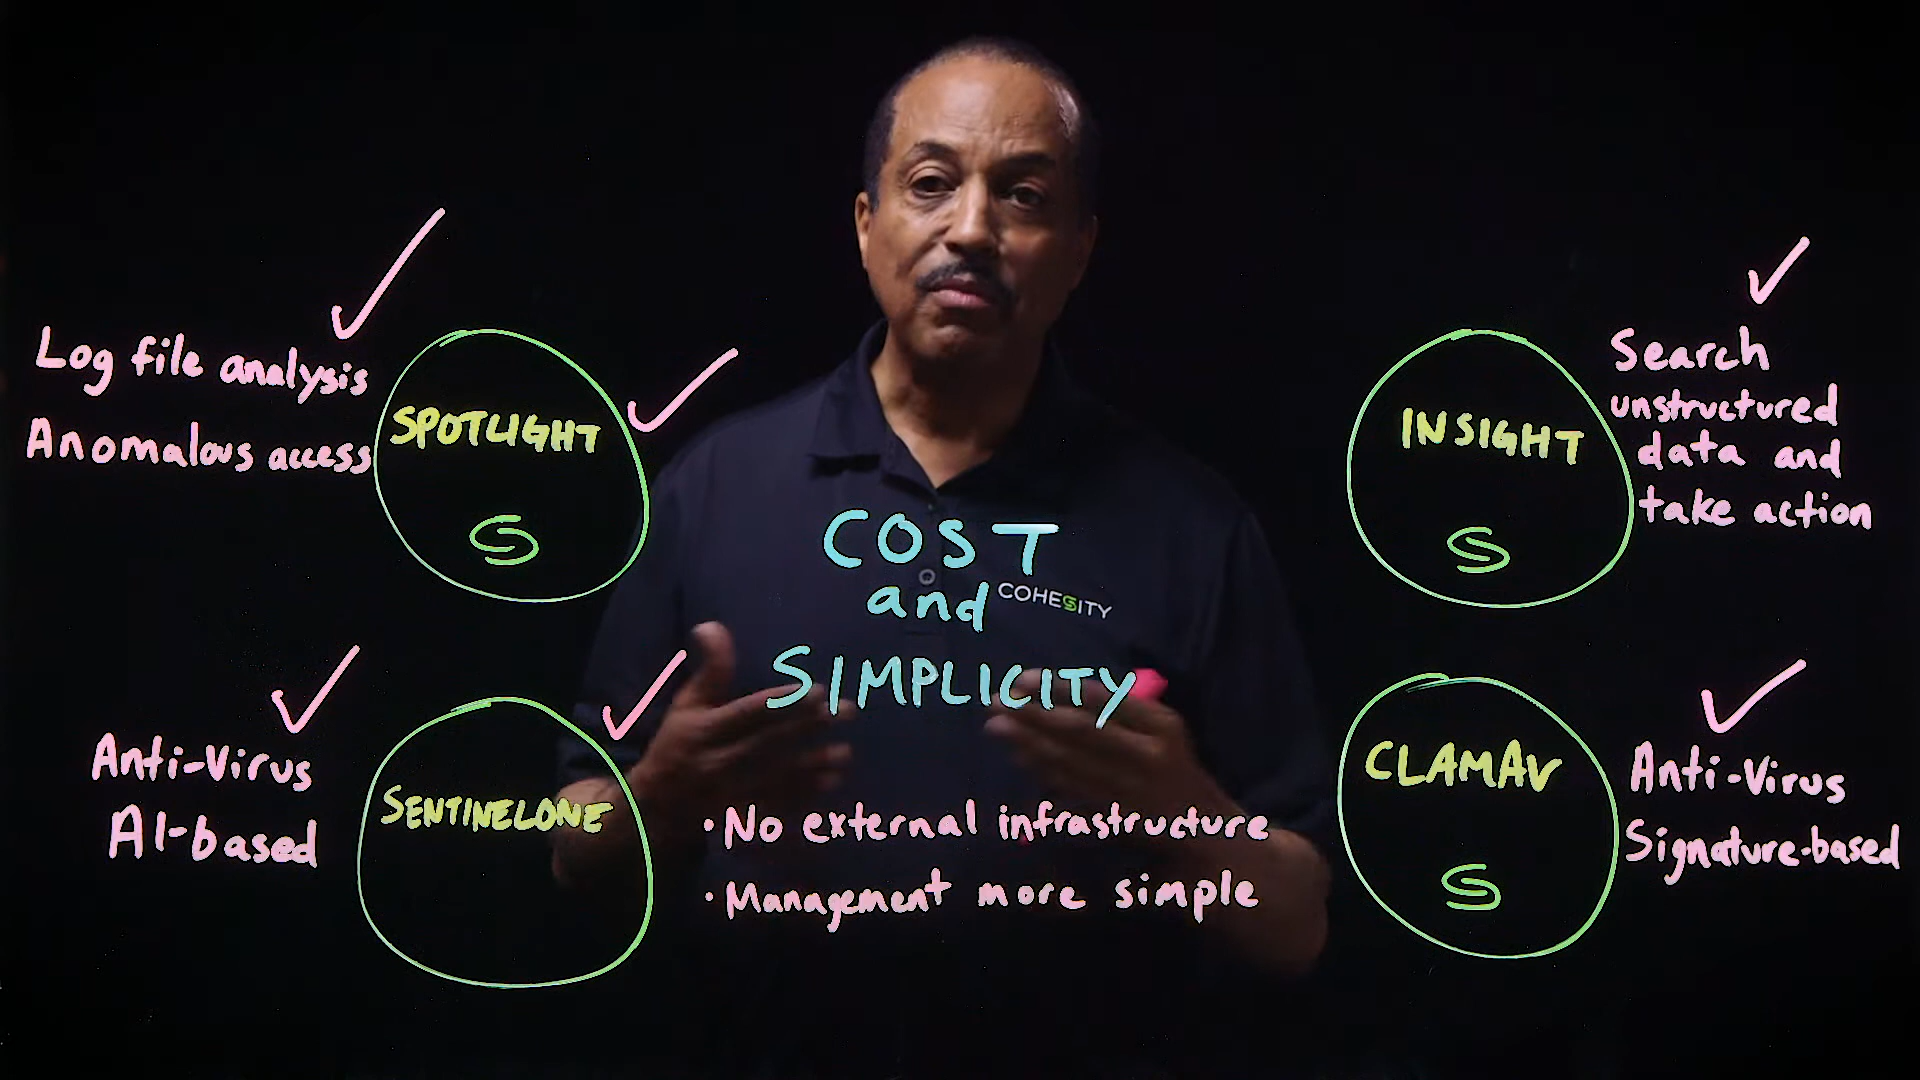 Log file analysis
Anomalous access
SPOTLIGHT
S
INSIGHT
S
Search
unstructured
data and
take action
COST
and
SIMPLICITY
COHESITY
Anti-Virus
AI-based
SENTINELONE
• No external infrastructure
• Management more simple
CLAMAV
S
Anti-Virus
Signature-based